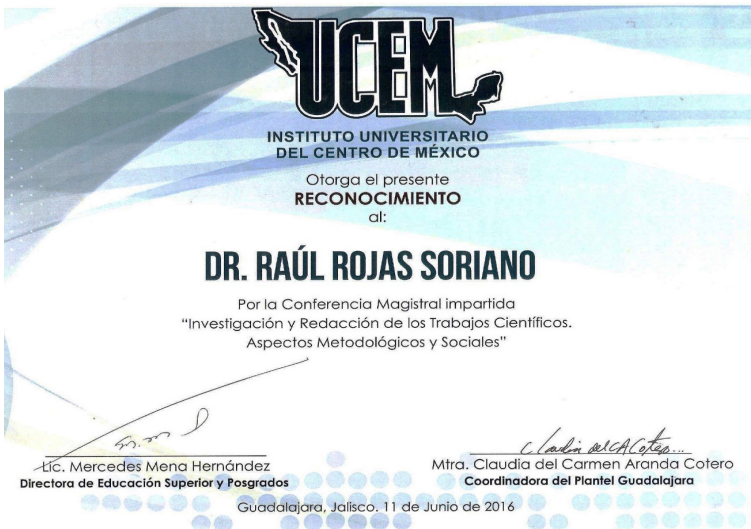 UCEM
INSTITUTO UNIVERSITARIO
DEL CENTRO DE MÉXICO
Otorga el presente
RECONOCIMIENTO
al:
DR. RAÚL ROJAS SORIANO
Por la Conferencia Magistral impartida
"Investigación y Redacción de los Trabajos Científicos.
Aspectos Metodológicos y Sociales"
Lic. Mercedes Mena Hernández
Directora de Educación Superior y Posgrados
Mtra. Claudia del Carmen Aranda Cotero
Coordinadora del Plantel Guadalajara
Guadalajara, Jalisco. 11 de Junio de 2016